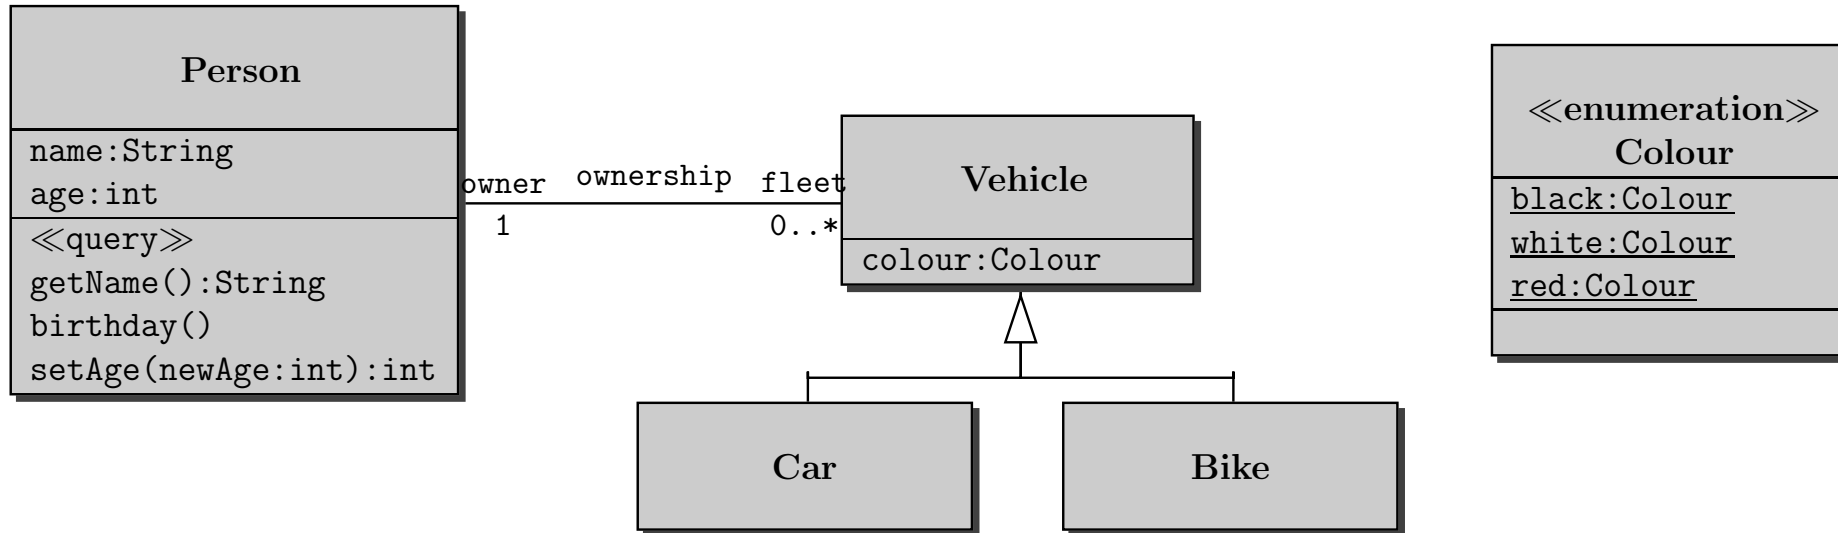 Person
name:String
age:int
≪query≫
getName():String
birthday()
setAge(newAge:int):int
owner
ownership
fleet
1
0..*
Vehicle
colour:Colour
Car
Bike
≪enumeration≫
Colour
black:Colour
white:Colour
red:Colour